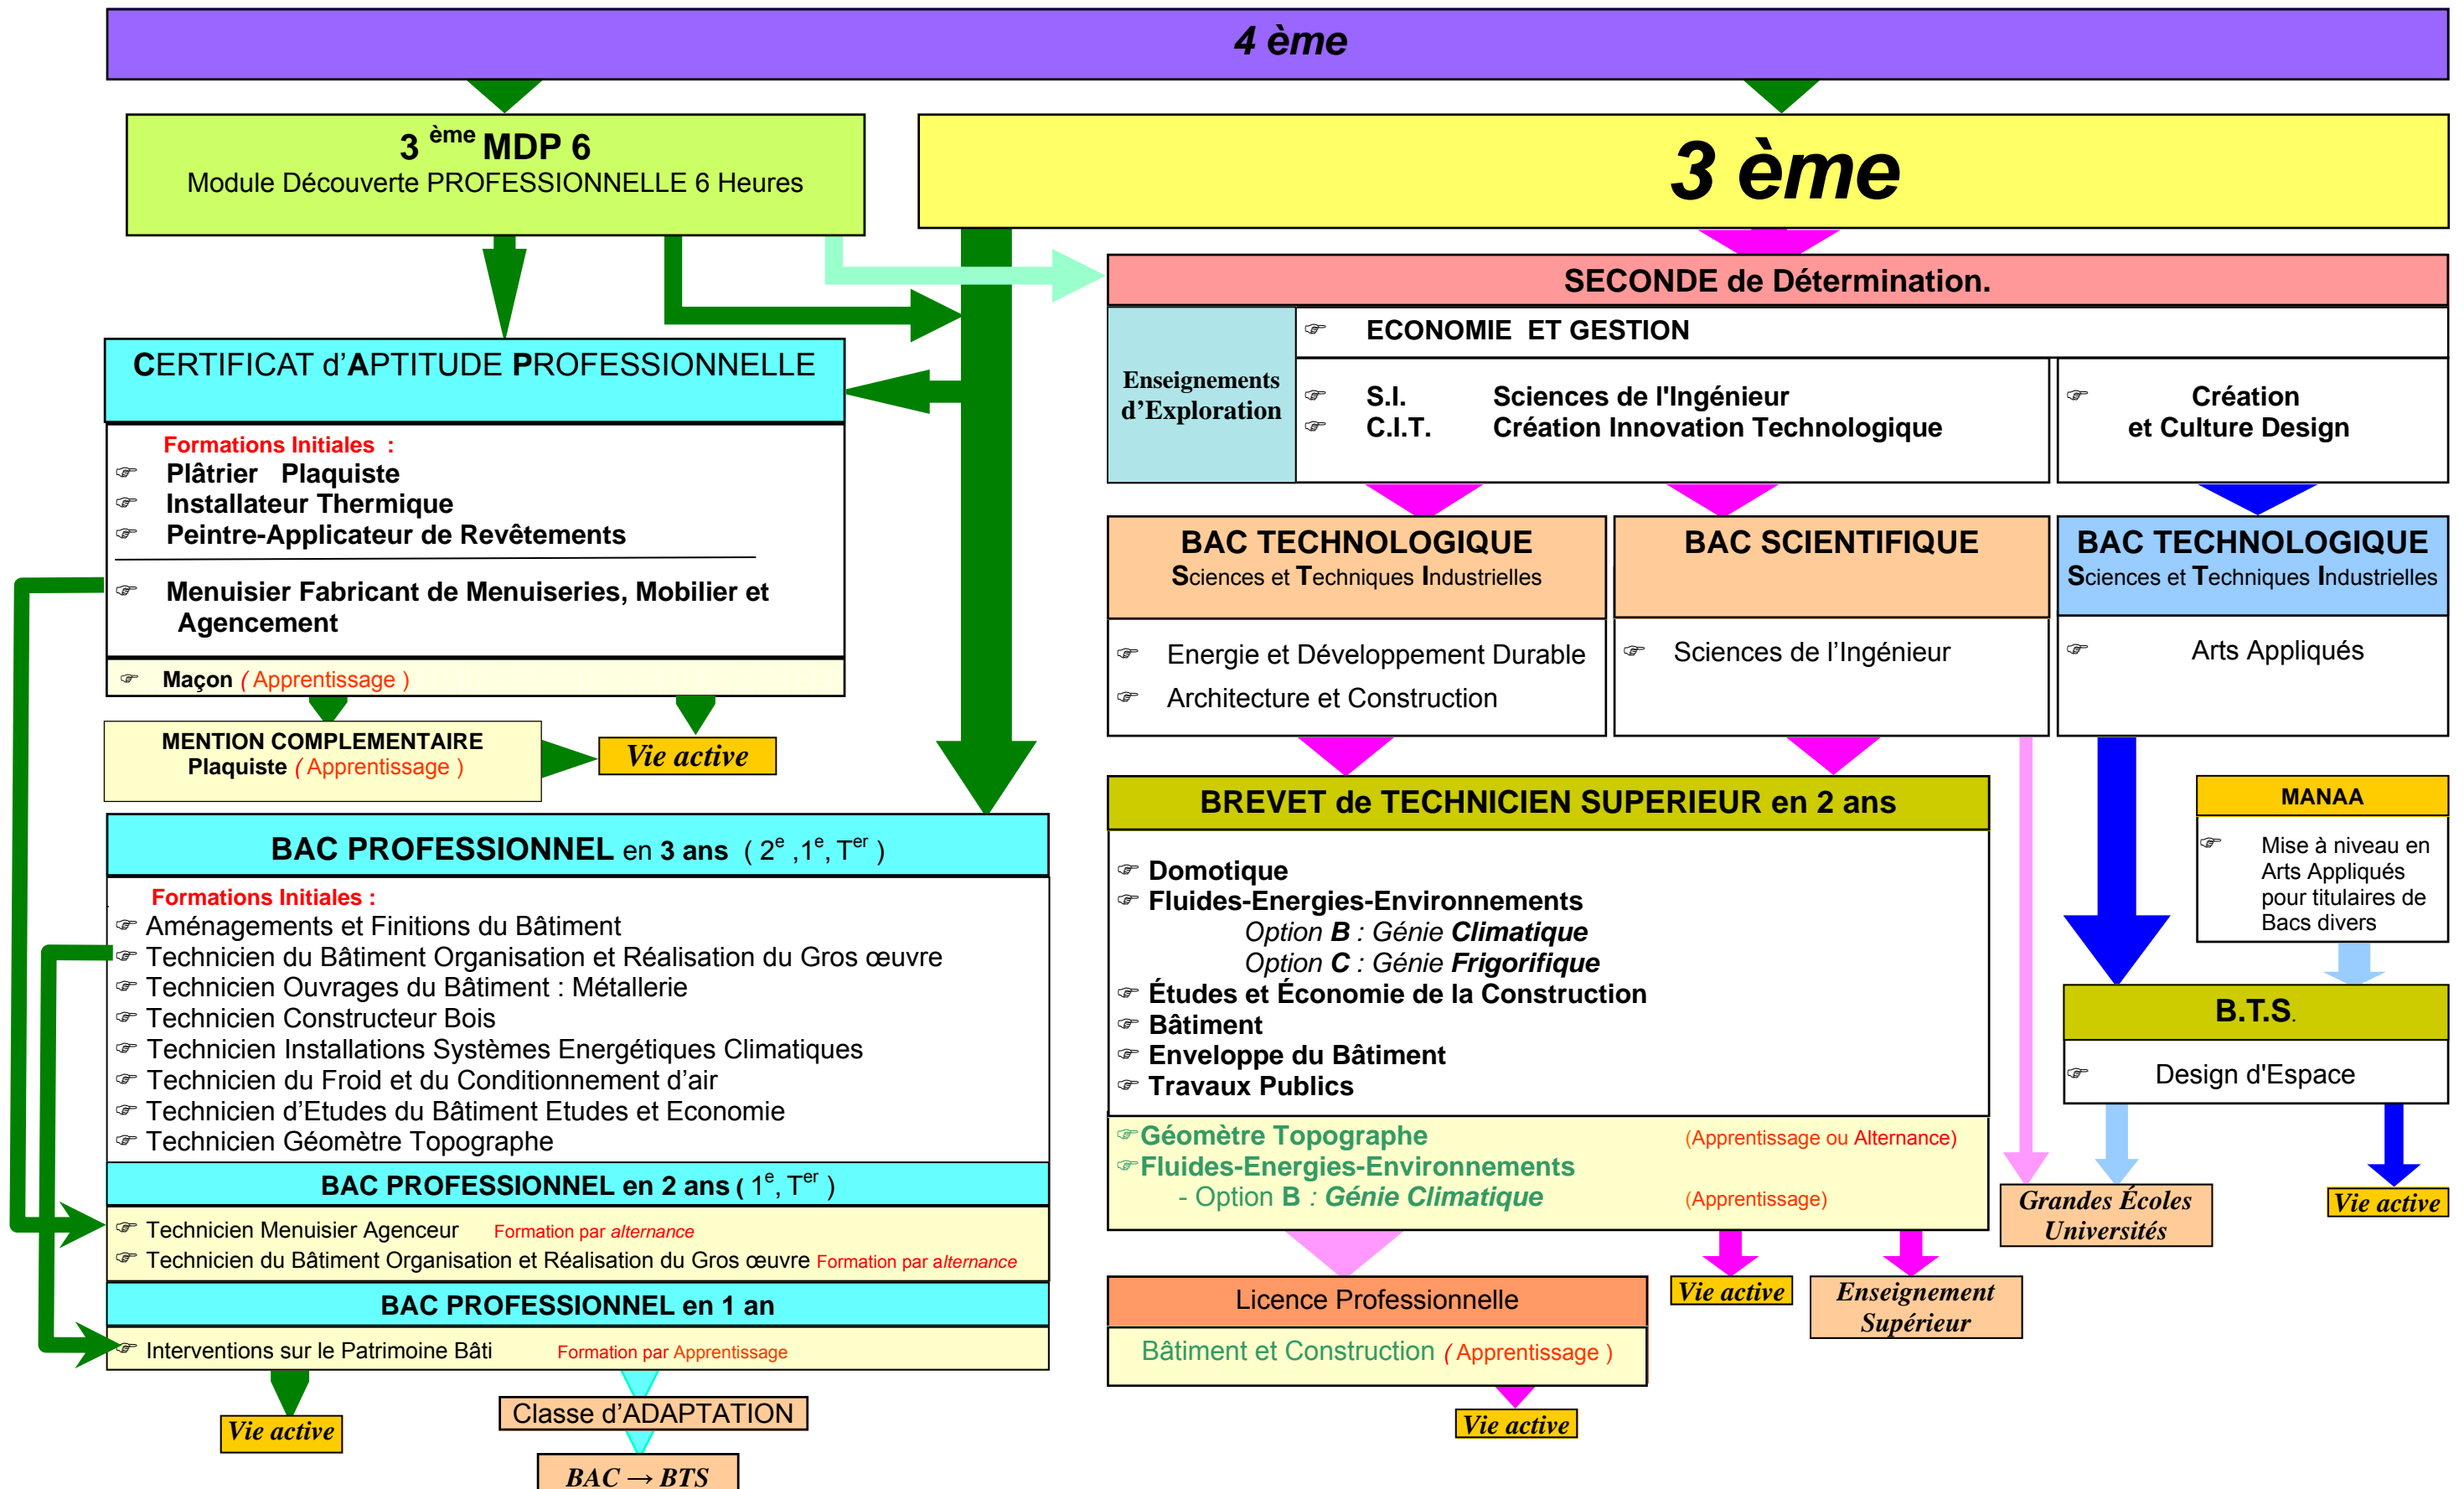 4 ème
3 ème MDP 6
Module Découverte PROFESSIONNELLE 6 Heures
3 ème
CERTIFICAT d'APTITUDE PROFESSIONNELLE
Formations Initiales :
☞ Plâtrier Plaquiste
☞ Installateur Thermique
☞ Peintre-Applicateur de Revêtements
☞ Menuisier Fabricant de Menuiseries, Mobilier et
Agencement
☞ Maçon (Apprentissage )
MENTION COMPLEMENTAIRE
Plaquiste (Apprentissage )
Vie active
BAC PROFESSIONNEL en 3 ans ( 2e ,1e, Ter )
Formations Initiales :
☞ Aménagements et Finitions du Bâtiment
☞ Technicien du Bâtiment Organisation et Réalisation du Gros œuvre
☞ Technicien Ouvrages du Bâtiment : Métallerie
☞ Technicien Constructeur Bois
☞ Technicien Installations Systèmes Energétiques Climatiques
☞ Technicien du Froid et du Conditionnement d'air
☞ Technicien d'Etudes du Bâtiment Etudes et Economie
☞ Technicien Géomètre Topographe
BAC PROFESSIONNEL en 2 ans ( 1e, Ter )
☞ Technicien Menuisier Agenceur Formation par alternance
☞ Technicien du Bâtiment Organisation et Réalisation du Gros œuvre Formation par alternance
BAC PROFESSIONNEL en 1 an
☞ Interventions sur le Patrimoine Bâti Formation par Apprentissage
Vie active
Classe d'ADAPTATION
BAC → BTS
SECONDE de Détermination.
Enseignements
d'Exploration
☞ ECONOMIE ET GESTION
☞ S.I. Sciences de l'Ingénieur
☞ C.I.T. Création Innovation Technologique
☞ Création
et Culture Design
BAC TECHNOLOGIQUE
Sciences et Techniques Industrielles
☞ Energie et Développement Durable
☞ Architecture et Construction
BAC SCIENTIFIQUE
☞ Sciences de l'Ingénieur
BAC TECHNOLOGIQUE
Sciences et Techniques Industrielles
☞ Arts Appliqués
BREVET de TECHNICIEN SUPERIEUR en 2 ans
☞ Domotique
☞ Fluides-Energies-Environnements
Option B : Génie Climatique
Option C : Génie Frigorifique
☞ Études et Économie de la Construction
☞ Bâtiment
☞ Enveloppe du Bâtiment
☞ Travaux Publics
☞ Géomètre Topographe (Apprentissage ou Alternance)
☞ Fluides-Energies-Environnements
- Option B : Génie Climatique (Apprentissage)
MANAA
☞ Mise à niveau en
Arts Appliqués
pour titulaires de
Bacs divers
B.T.S.
☞ Design d'Espace
Grandes Écoles
Universités
Vie active
Licence Professionnelle
Bâtiment et Construction (Apprentissage )
Vie active
Enseignement
Supérieur
Vie active